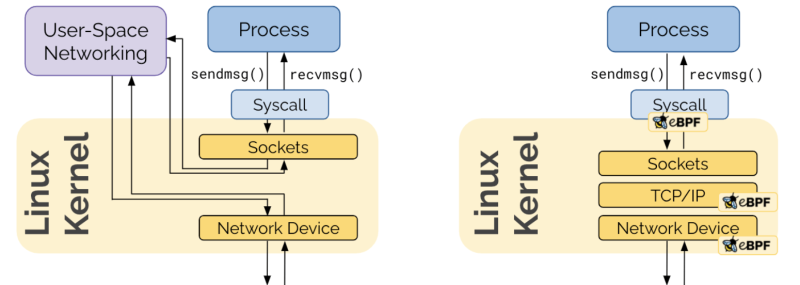 User-Space
Networking
Process
sendmsg()
recvmsg()
Syscall
Linux
Kernel
Sockets
Network Device
Process
sendmsg()
recvmsg()
Syscall
eBPF
Linux
Kernel
Sockets
TCP/IP
eBPF
Network Device
eBPF